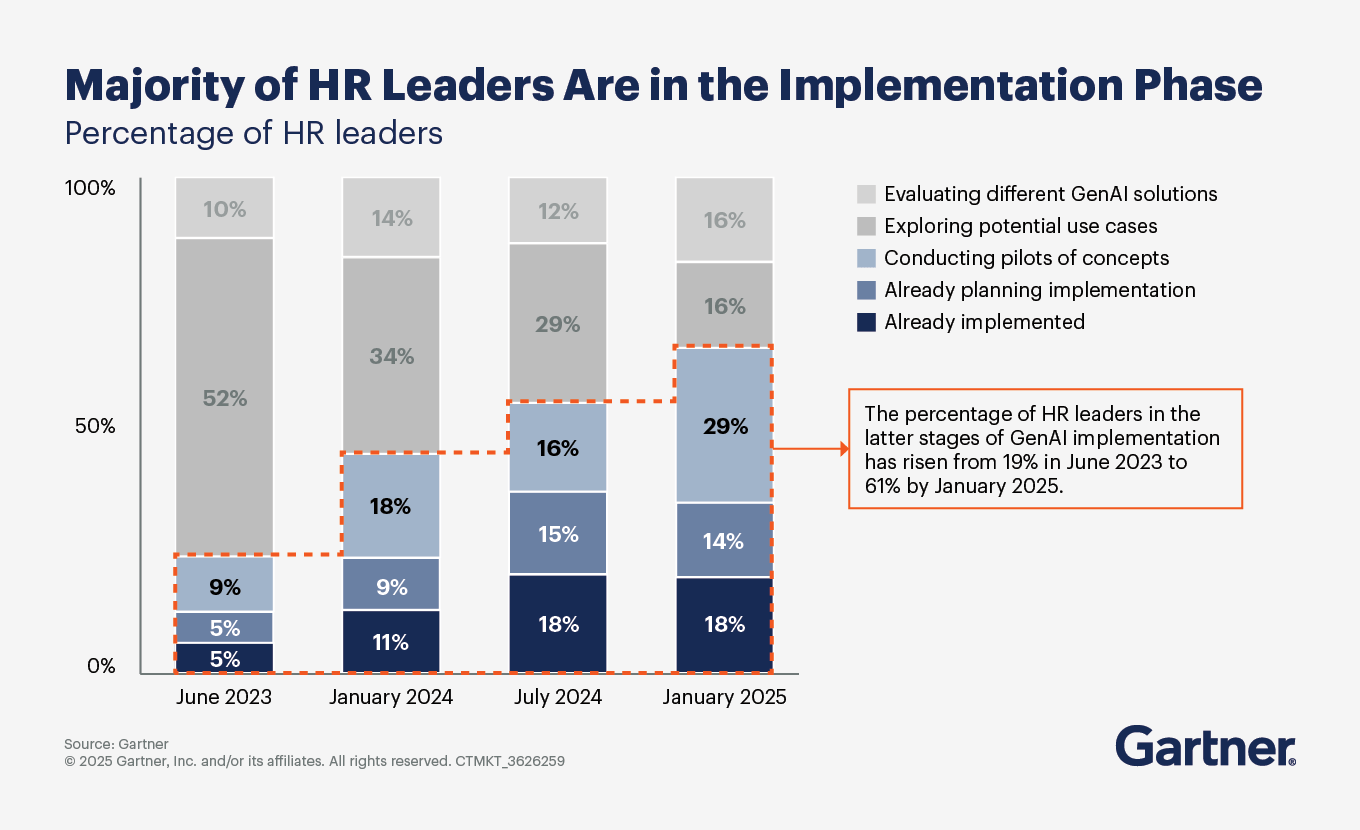 Majority of HR Leaders Are in the Implementation Phase
Percentage of HR leaders
100%
50%
0%
10%
52%
9%
5%
5%
14%
34%
18%
9%
11%
12%
29%
16%
15%
18%
16%
16%
29%
14%
18%
June 2023
January 2024
July 2024
January 2025
Evaluating different GenAI solutions
Exploring potential use cases
Conducting pilots of concepts
Already planning implementation
Already implemented
The percentage of HR leaders in the
latter stages of GenAI implementation
has risen from 19% in June 2023 to
61% by January 2025.
Source: Gartner
© 2025 Gartner, Inc. and/or its affiliates. All rights reserved. CTMKT_3626259
Gartner®